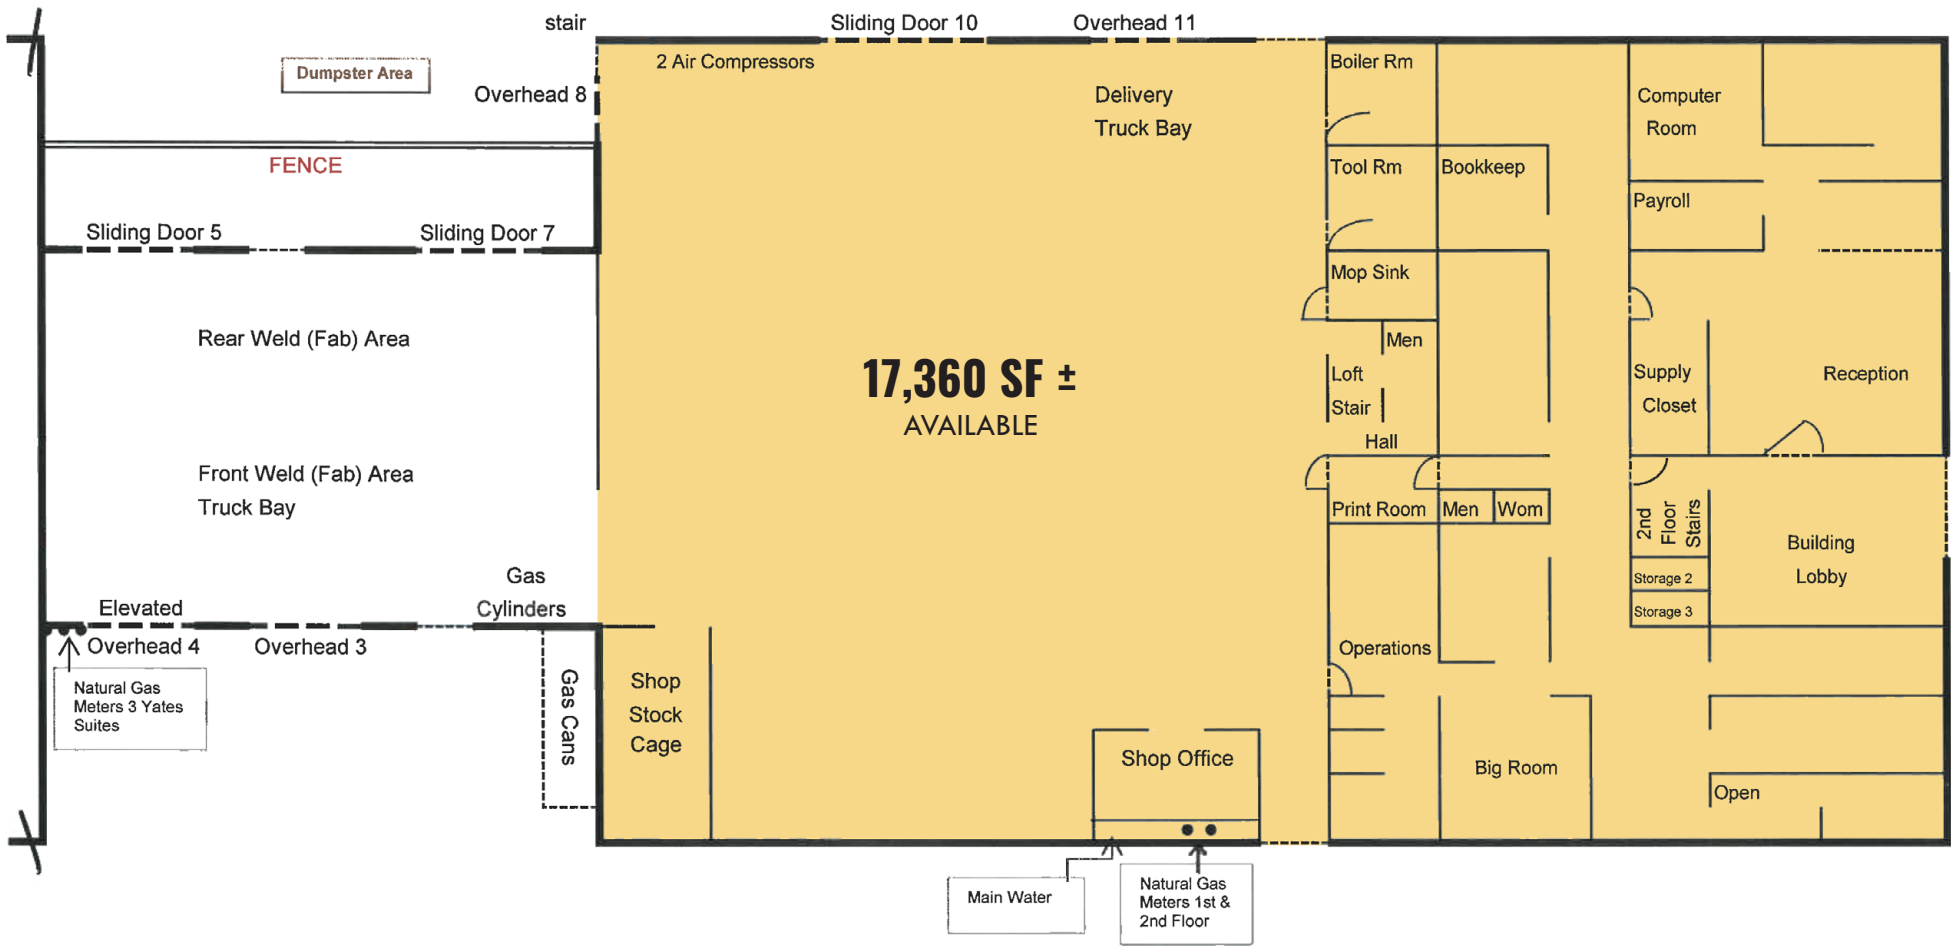 stair
Sliding Door 10
Overhead 11
2 Air Compressors
Dumpster Area
Overhead 8
Delivery
Truck Bay
Boiler Rm
Computer
Room
FENCE
Tool Rm
Bookkeep
Payroll
Sliding Door 5
Sliding Door 7
Mop Sink
Rear Weld (Fab) Area
Men
17,360 SF ±
AVAILABLE
Loft
Stair
Hall
Supply
Closet
Reception
Front Weld (Fab) Area
Truck Bay
Print Room
Men
Wom
2nd
Floor
Stairs
Building
Lobby
Storage 2
Storage 3
Gas
Cylinders
Elevated
Overhead 4
Overhead 3
Natural Gas
Meters 3 Yates
Suites
Gas Cans
Shop
Stock
Cage
Operations
Shop Office
Big Room
Open
Main Water
Natural Gas
Meters 1st &
2nd Floor